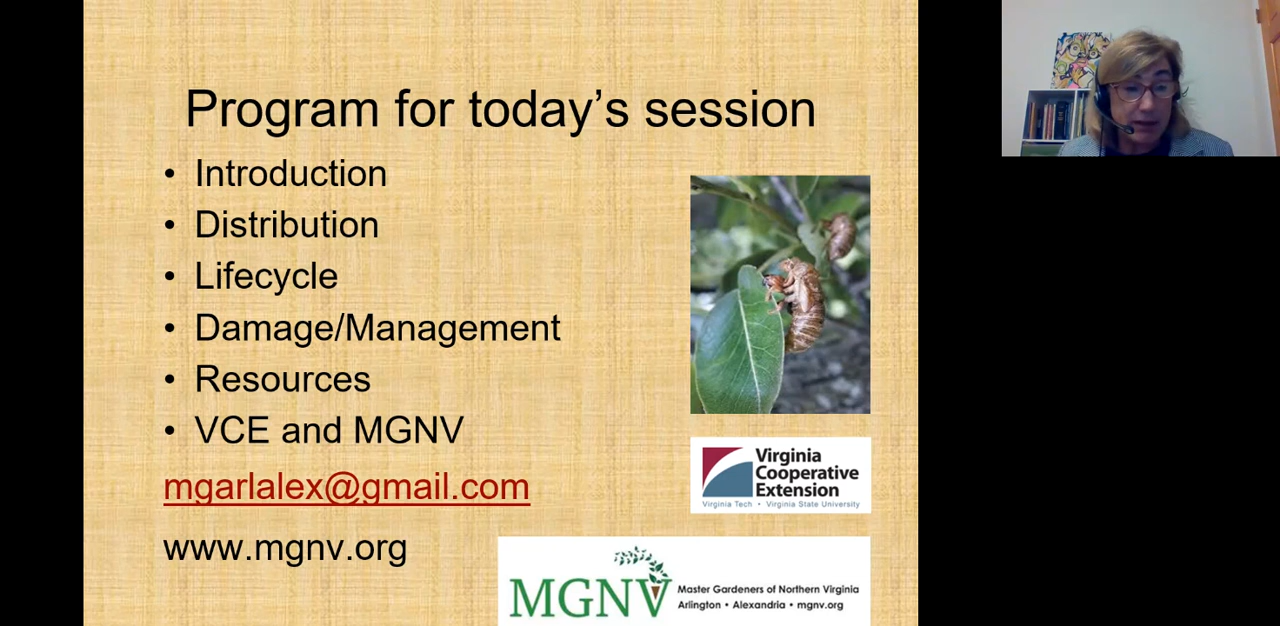 Program for today’s session
• Introduction
• Distribution
• Lifecycle
• Damage/Management
• Resources
• VCE and MGNV
mgarlalex@gmail.com
www.mgnv.org
Virginia
Cooperative
Extension
Virginia Tech • Virginia State University
MGNV
Master Gardeners of Northern Virginia
Arlington • Alexandria • mgnv.org